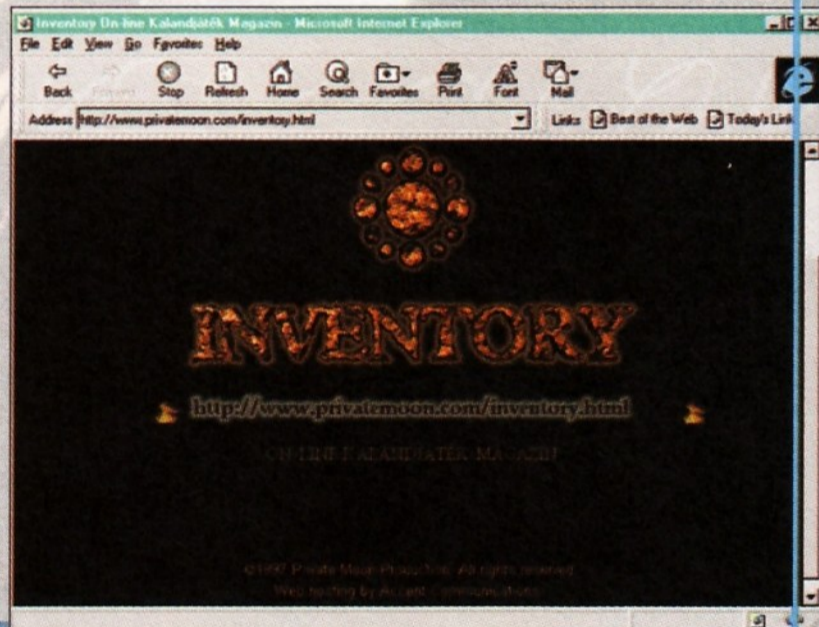 Inventory On-line Kalandjáték Magazin - Microsoft Internet Explorer
File Edit View Go Favorites Help
Back Forward Stop Refresh Home Search Favorites Print Font Mail
Address http://www.privatemoon.com/inventory.html Links Best of the Web Today's Link
INVENTORY
http://www.privatemoon.com/inventory.html
ON-LINE KALANDJÁTÉK MAGAZIN
©1997 Private Moon Productions. All rights reserved.
Web hosting by Accent Communications